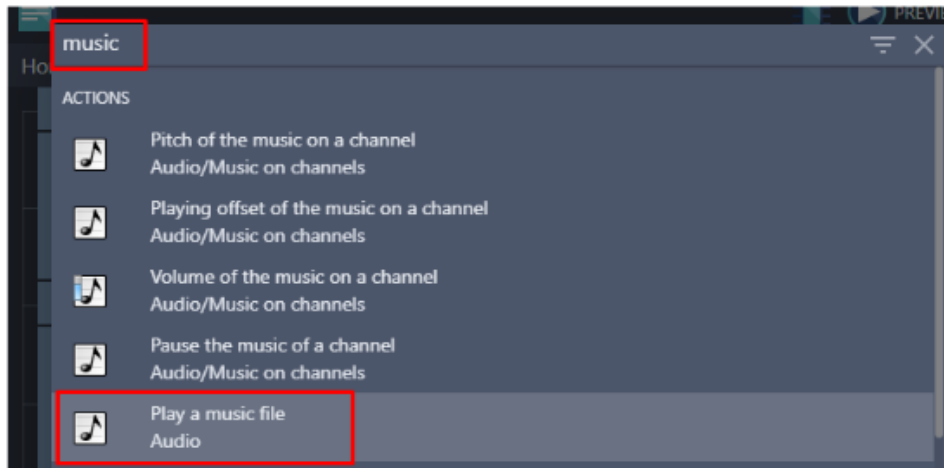 PREVIE
music
Ho
ACTIONS
Pitch of the music on a channel
Audio/Music on channels
Playing offset of the music on a channel
Audio/Music on channels
Volume of the music on a channel
Audio/Music on channels
Pause the music of a channel
Audio/Music on channels
Play a music file
Audio